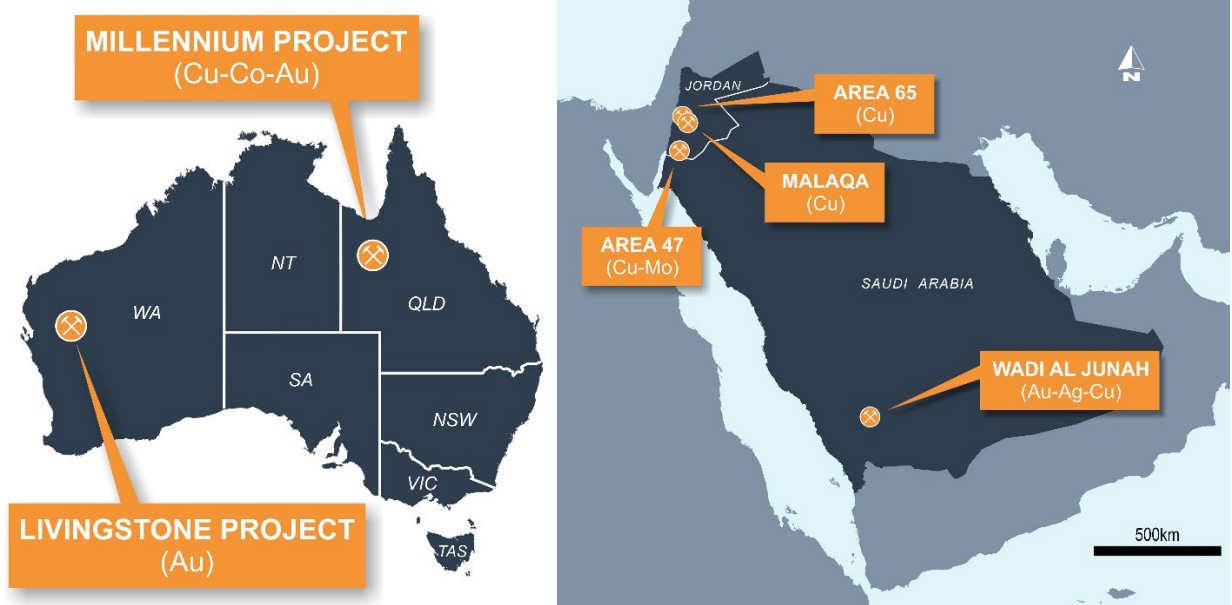 MILLENNIUM PROJECT
(Cu-Co-Au)
NT
WA
QLD
SA
NSW
VIC
TAS
LIVINGSTONE PROJECT
(Au)
N
JORDAN
AREA 65
(Cu)
MALAQA
(Cu)
AREA 47
(Cu-Mo)
SAUDI ARABIA
WADI AL JUNAH
(Au-Ag-Cu)
500km